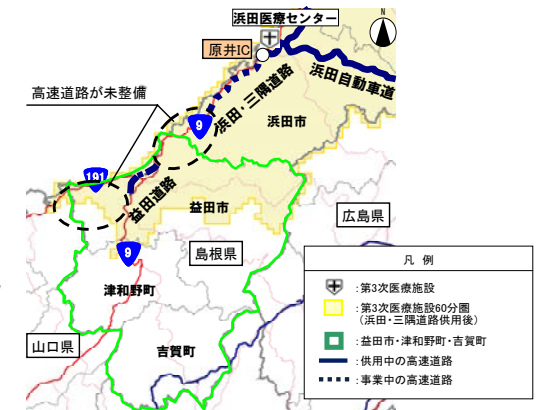 N
浜田医療センター
原井IC
浜田自動車道
高速道路が未整備
浜田・三隅道路
9
浜田市
191
益田道路
益田市
広島県
9
島根県
津和野町
山口県
吉賀町
凡 例
：第3次医療施設
：第3次医療施設60分圏
（浜田・三隅道路供用後）
：益田市・津和野町・吉賀町
：供用中の高速道路
：事業中の高速道路